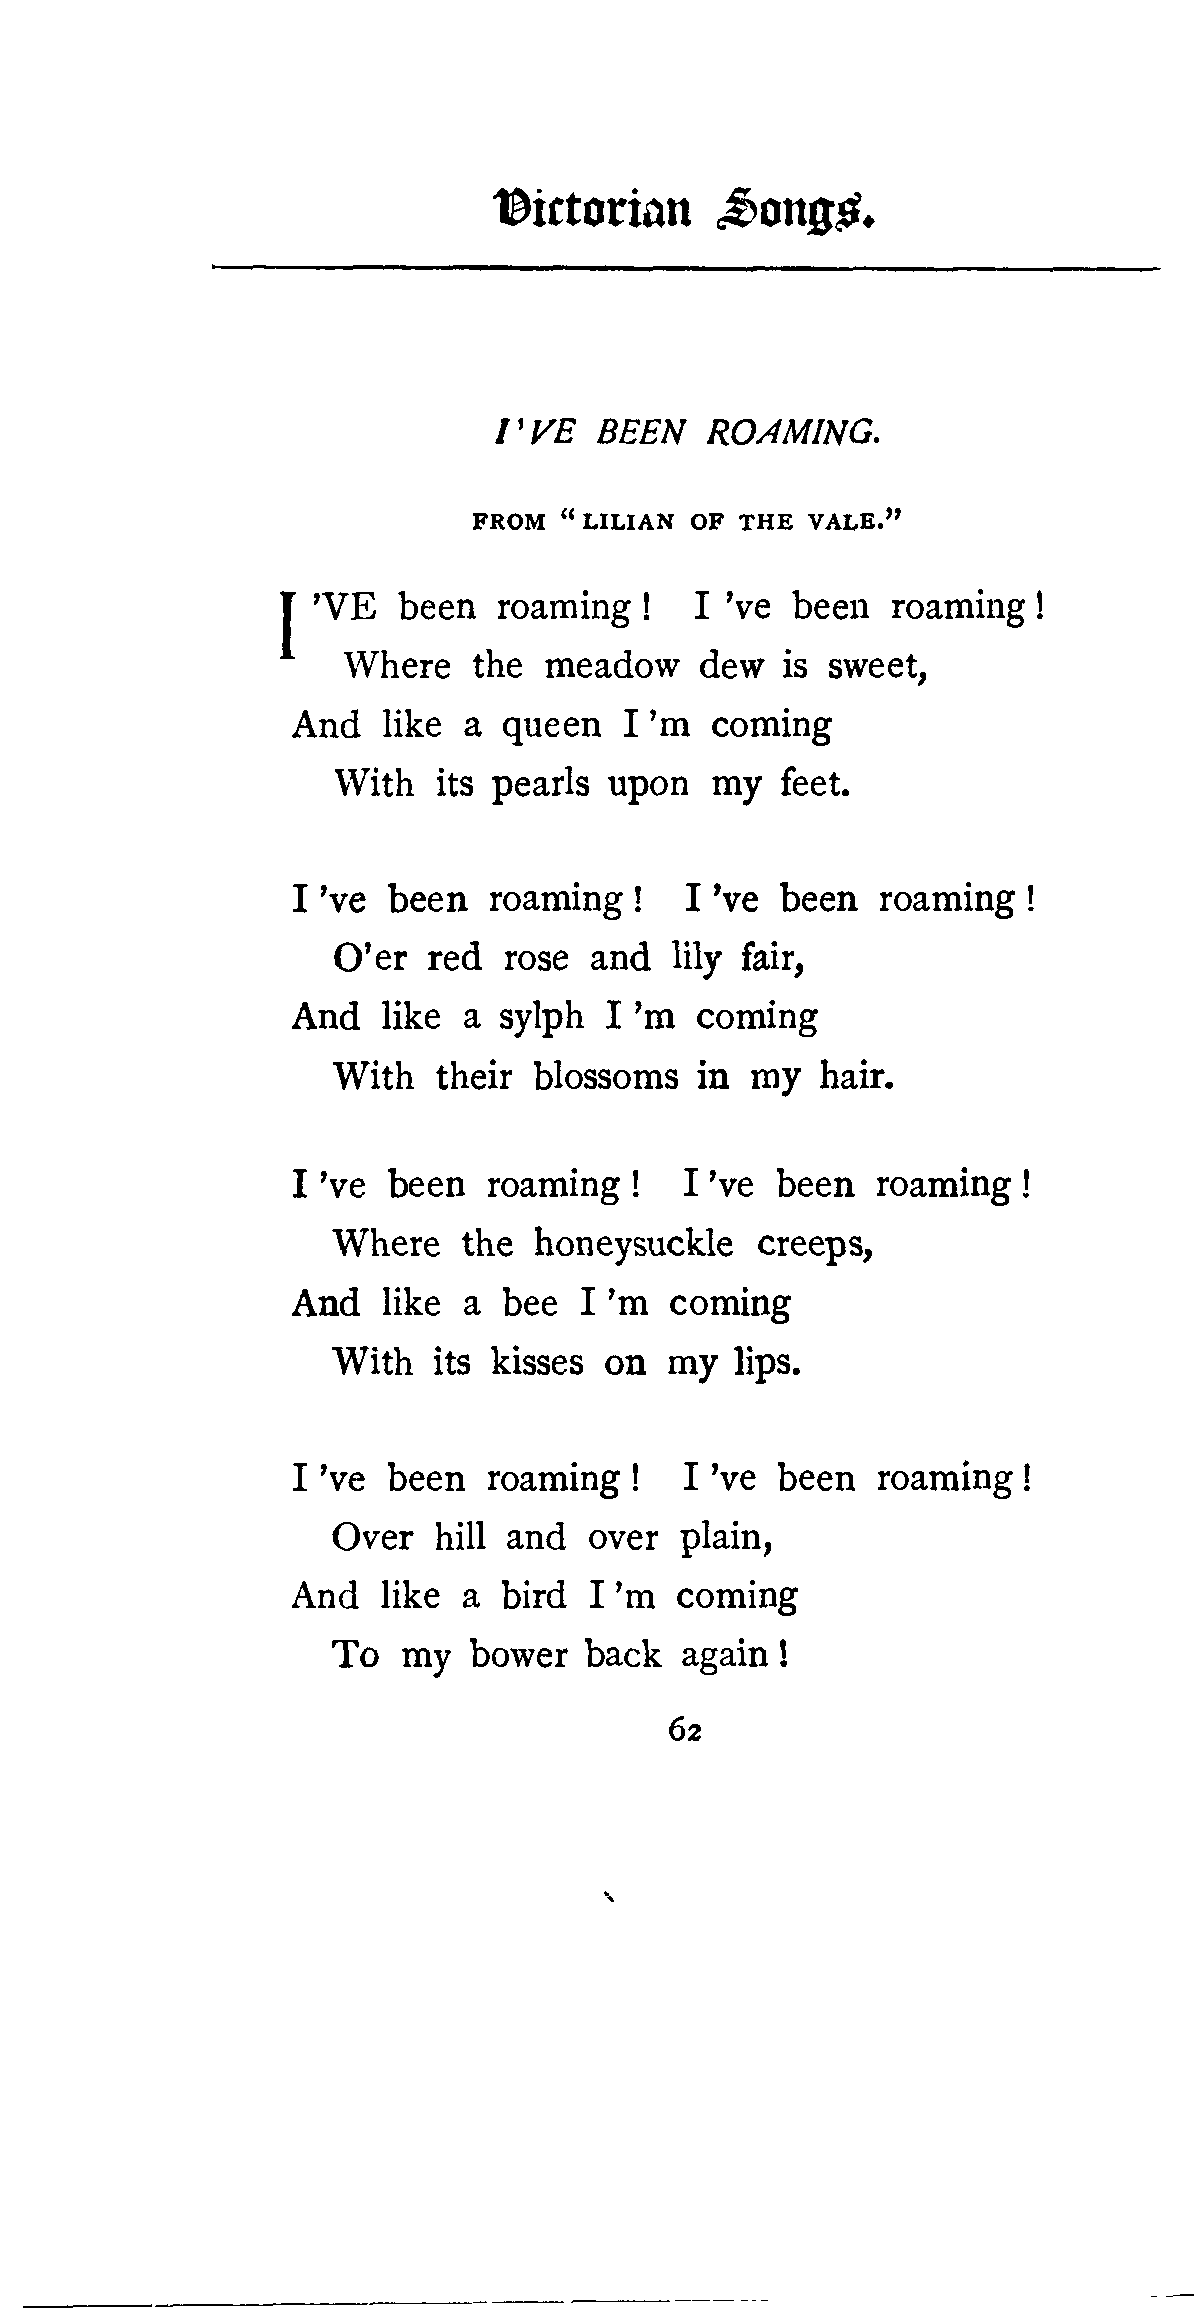 Victorian Songs.
I'VE BEEN ROAMING.
FROM "LILIAN OF THE VALE."
I 'VE been roaming! I 've been roaming!
Where the meadow dew is sweet,
And like a queen I 'm coming
With its pearls upon my feet.
I 've been roaming! I 've been roaming!
O'er red rose and lily fair,
And like a sylph I 'm coming
With their blossoms in my hair.
I 've been roaming! I 've been roaming!
Where the honeysuckle creeps,
And like a bee I 'm coming
With its kisses on my lips.
I 've been roaming! I 've been roaming!
Over hill and over plain,
And like a bird I 'm coming
To my bower back again!
62